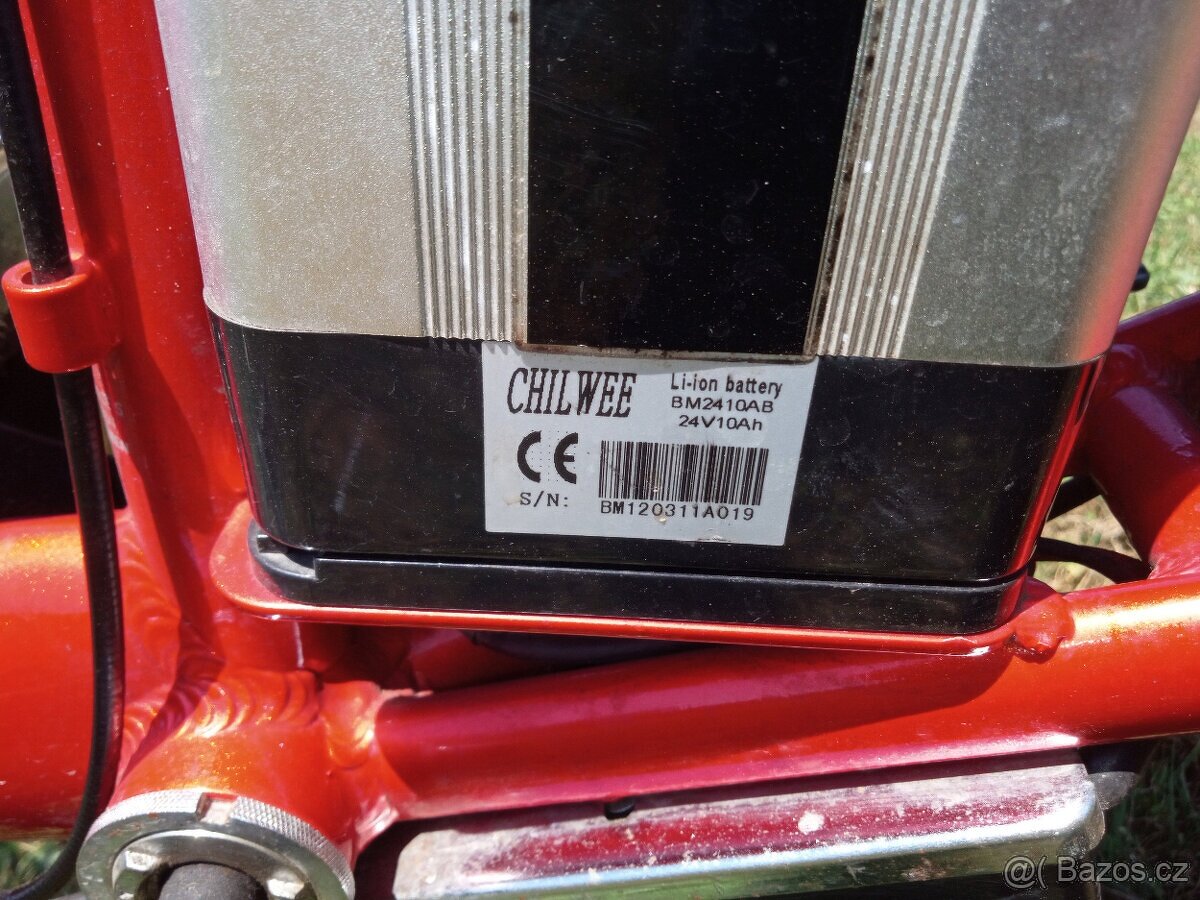 CHILWEE
Li-ion battery
BM2410AB
24V10Ah
CE
S/N:
BM120311A019
@( Bazos.cz